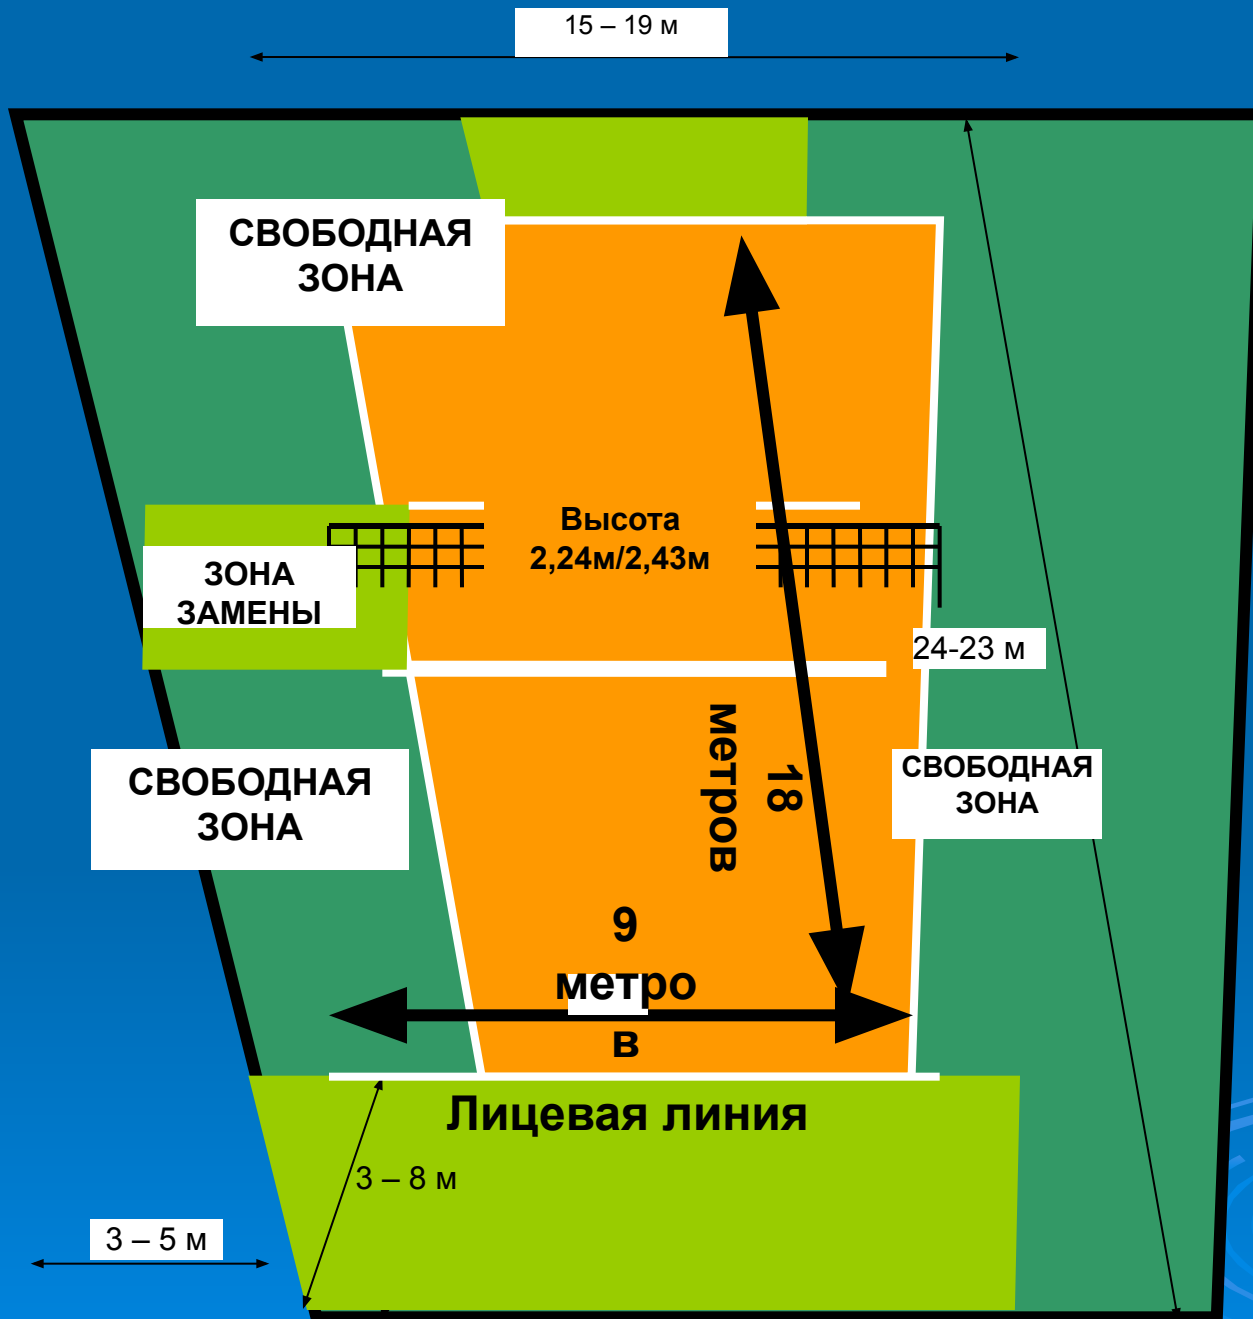 15 – 19 м
СВОБОДНАЯ
ЗОНА
Высота
2,24м/2,43м
ЗОНА
ЗАМЕНЫ
24-23 м
18
метров
СВОБОДНАЯ
ЗОНА
СВОБОДНАЯ
ЗОНА
9
метро
в
Лицевая линия
3 – 8 м
3 – 5 м